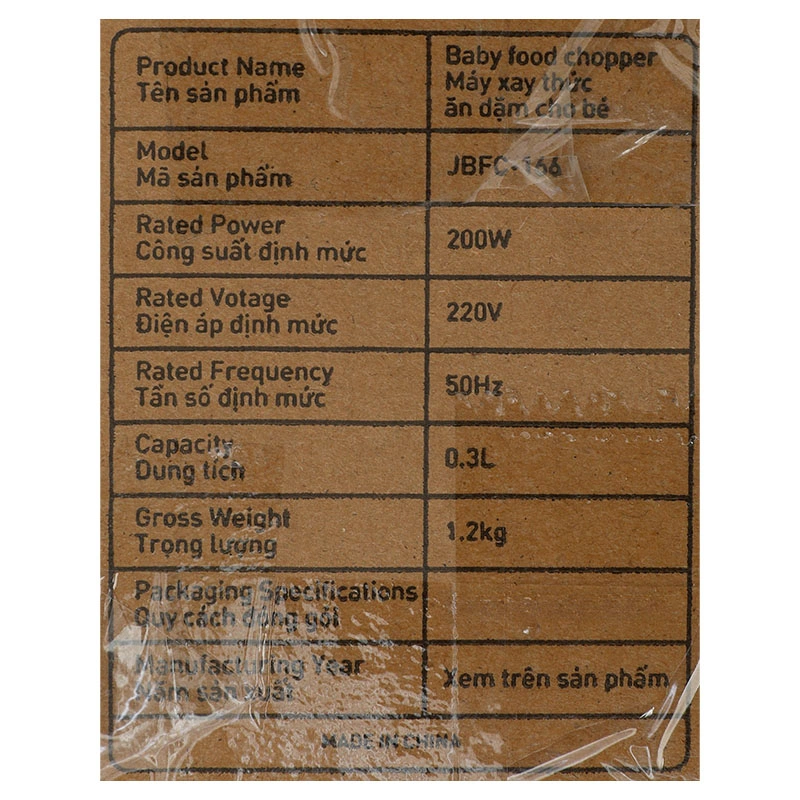 Product Name
Tên sản phẩm
Baby food chopper
Máy xay thức
ăn dặm cho bé
Model
Mã sản phẩm
JBFC-166
Rated Power
Công suất định mức
200W
Rated Votage
Điện áp định mức
220V
Rated Frequency
Tần số định mức
50Hz
Capacity
Dung tích
0.3L
Gross Weight
Trọng lượng
1.2kg
Packaging Specifications
Quy cách đóng gói
Manufacturing Year
Năm sản xuất
Xem trên sản phẩm
MADE IN CHINA